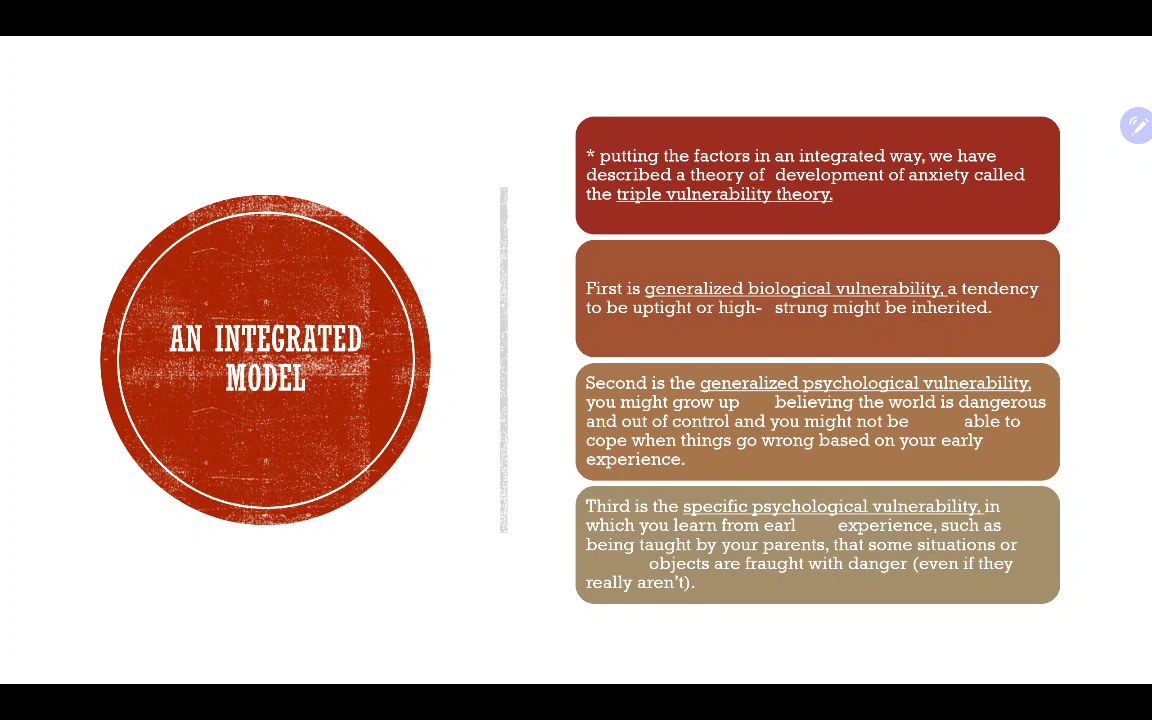 AN INTEGRATED
MODEL
* putting the factors in an integrated way, we have
described a theory of development of anxiety called
the triple vulnerability theory.
First is generalized biological vulnerability, a tendency
to be uptight or high- strung might be inherited.
Second is the generalized psychological vulnerability,
you might grow up believing the world is dangerous
and out of control and you might not be able to
cope when things go wrong based on your early
experience.
Third is the specific psychological vulnerability, in
which you learn from earl experience, such as
being taught by your parents, that some situations or
objects are fraught with danger (even if they
really aren't).